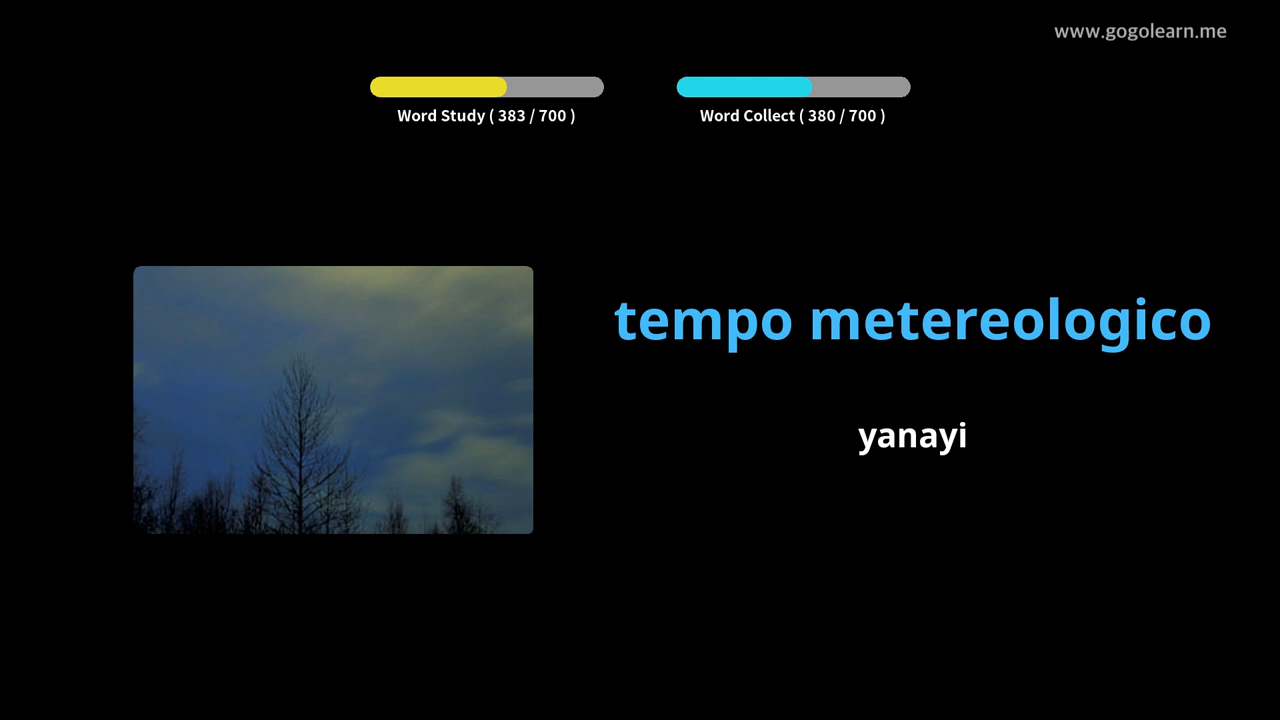 www.gogolearn.me
Word Study ( 383 / 700 )
Word Collect ( 380 / 700 )
tempo metereologico
yanayi